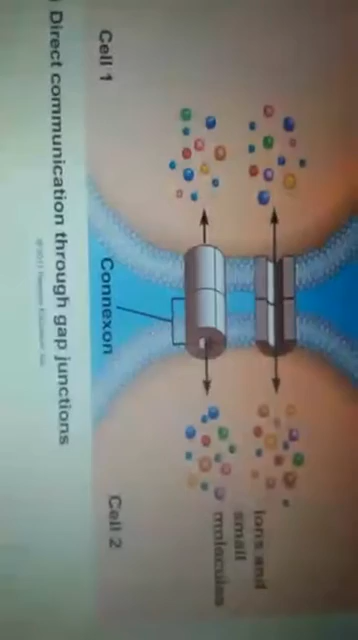 Cell 1
Connexon
Cell 2
Ions and
small
molecules
Direct communication through gap junctions